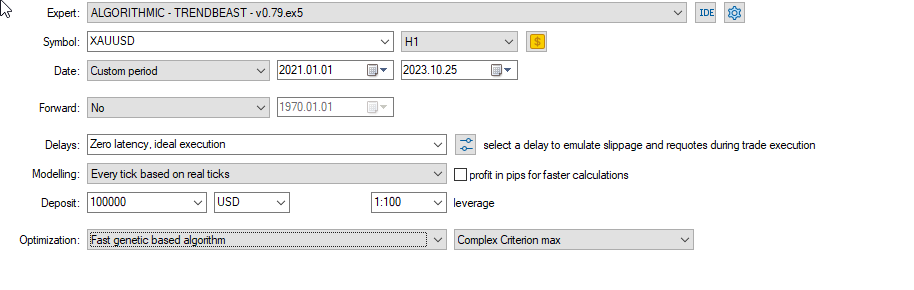 Expert: ALGORITHMIC - TRENDBEAST - v0.79.ex5 IDE
Symbol: XAUUSD H1 $
Date: Custom period 2021.01.01 2023.10.25
Forward: No 1970.01.01
Delays: Zero latency, ideal execution select a delay to emulate slippage and requotes during trade execution
Modelling: Every tick based on real ticks profit in pips for faster calculations
Deposit: 100000 USD 1:100 leverage
Optimization: Fast genetic based algorithm Complex Criterion max